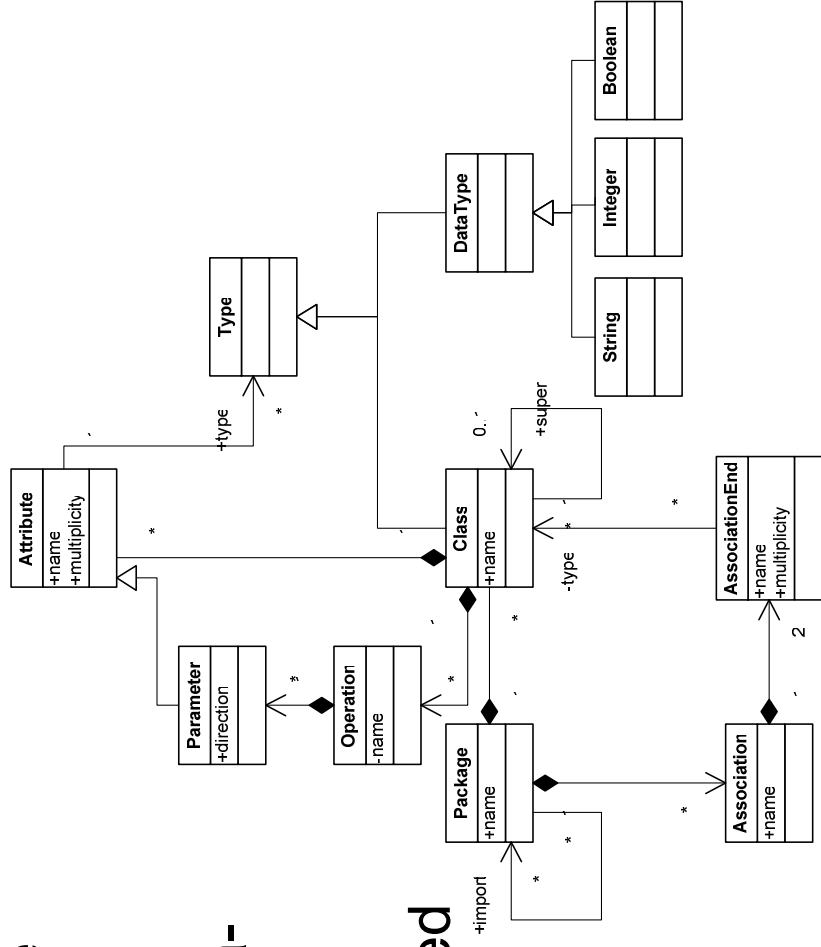 Attribute
+name
+multiplicity
*
+type
*
Type
DataType
Boolean
Integer
String
Parameter
+direction
*
Operation
-name
*
Class
+name
0..
+super
*
-type
*
*
Package
+name
+import
*
*
*
Association
+name
2
AssociationEnd
+name
+multiplicity
ed